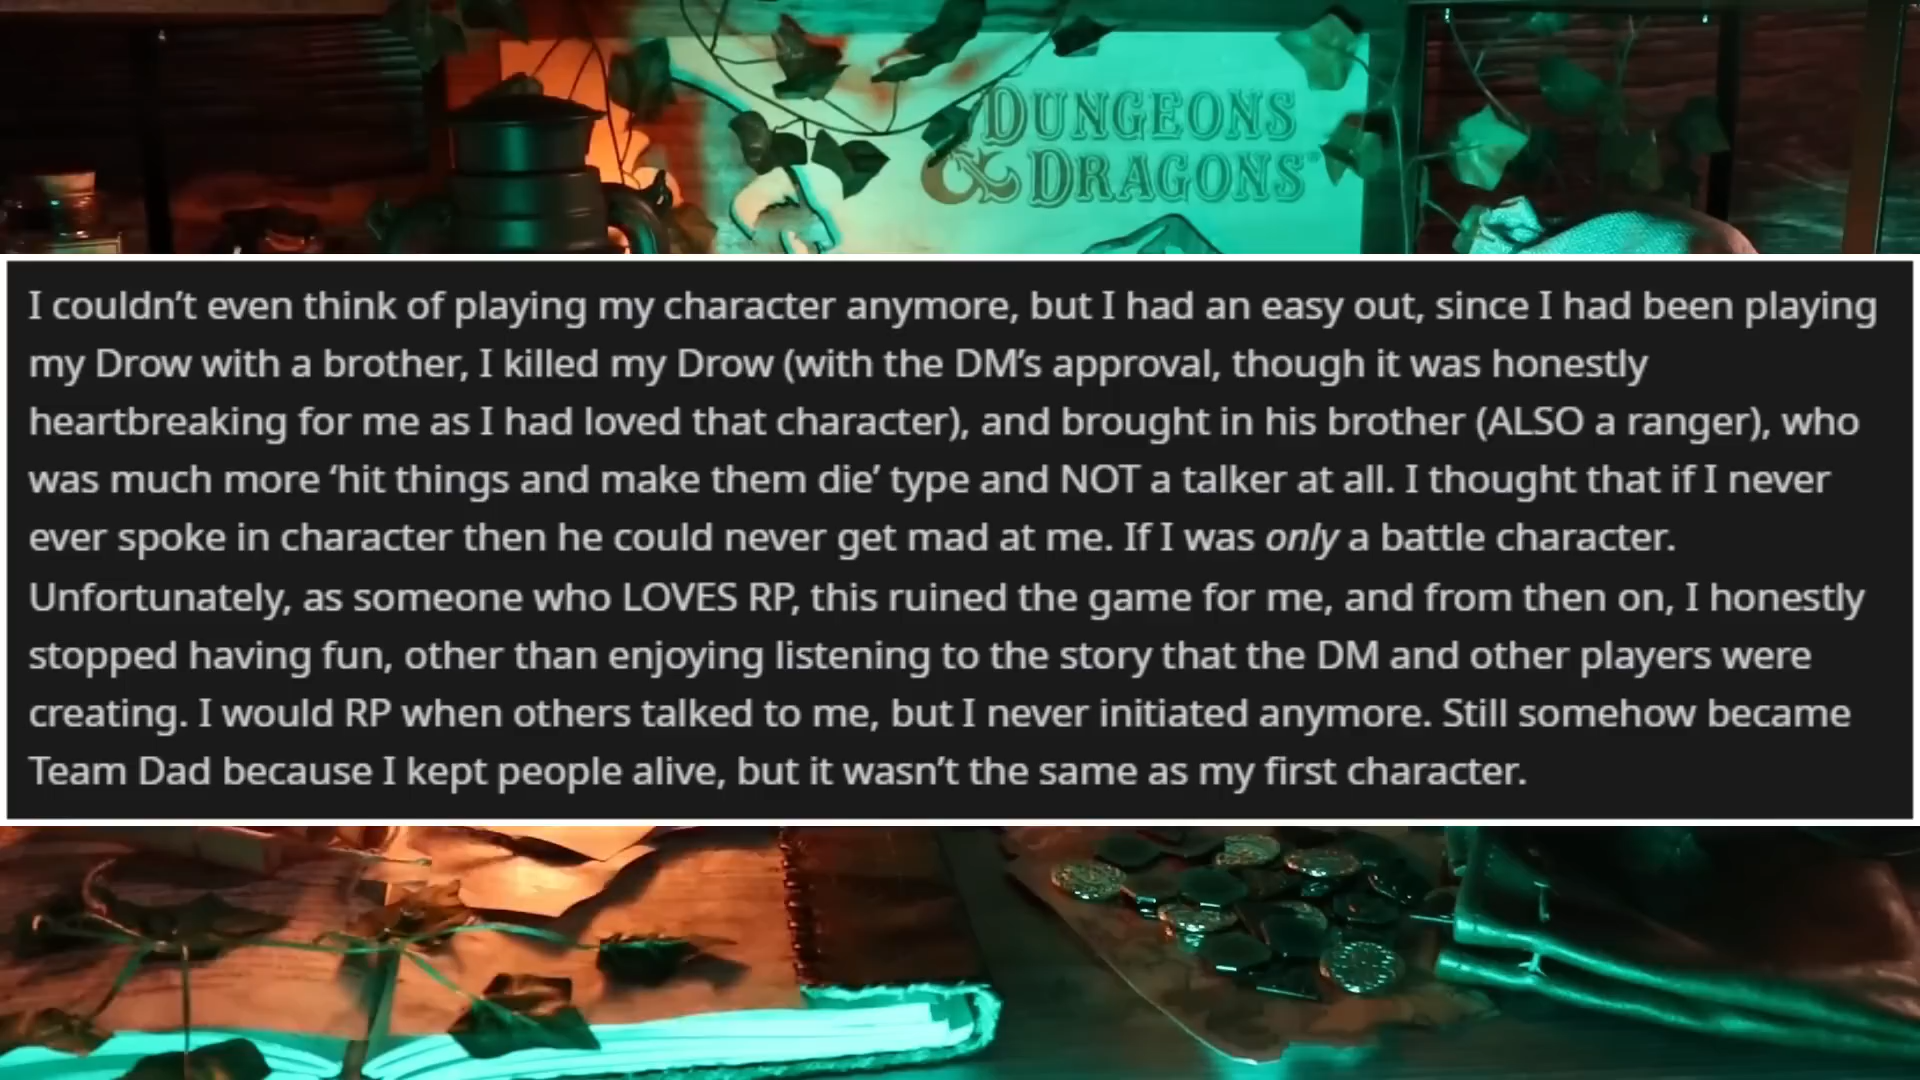 DUNGEONS
& DRAGONS
I couldn’t even think of playing my character anymore, but I had an easy out, since I had been playing
my Drow with a brother, I killed my Drow (with the DM’s approval, though it was honestly
heartbreaking for me as I had loved that character), and brought in his brother (ALSO a ranger), who
was much more ‘hit things and make them die’ type and NOT a talker at all. I thought that if I never
ever spoke in character then he could never get mad at me. If I was only a battle character.
Unfortunately, as someone who LOVES RP, this ruined the game for me, and from then on, I honestly
stopped having fun, other than enjoying listening to the story that the DM and other players were
creating. I would RP when others talked to me, but I never initiated anymore. Still somehow became
Team Dad because I kept people alive, but it wasn’t the same as my first character.